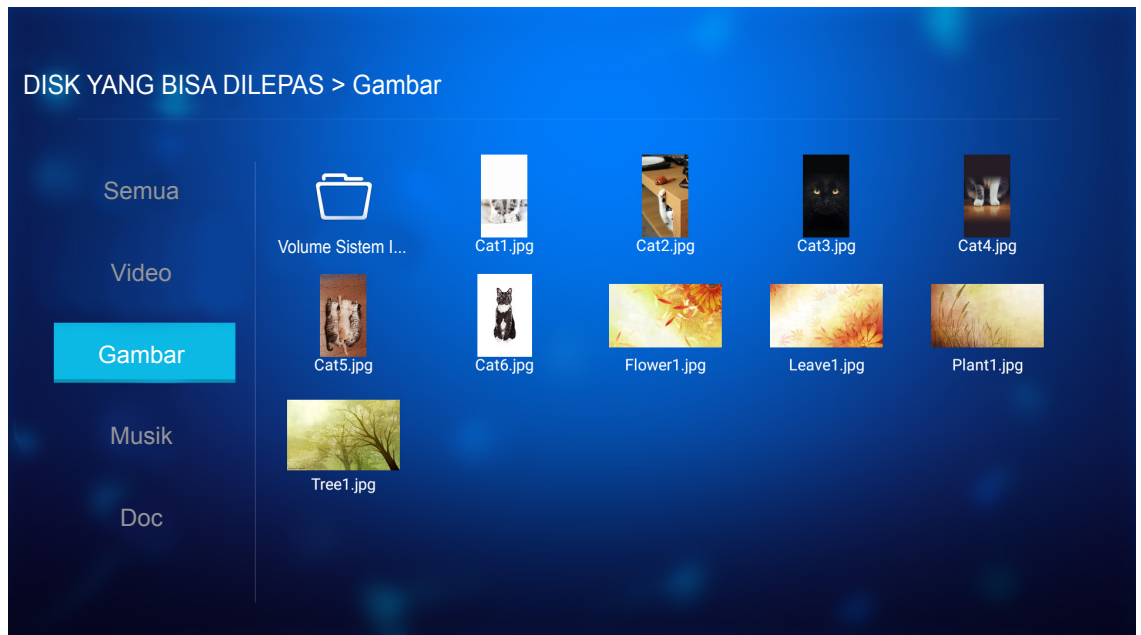 DISK YANG BISA DILEPAS > Gambar
Semua
Video
Gambar
Musik
Doc
Volume Sistem I...
Cat1.jpg
Cat2.jpg
Cat3.jpg
Cat4.jpg
Cat5.jpg
Cat6.jpg
Flower1.jpg
Leave1.jpg
Plant1.jpg
Tree1.jpg